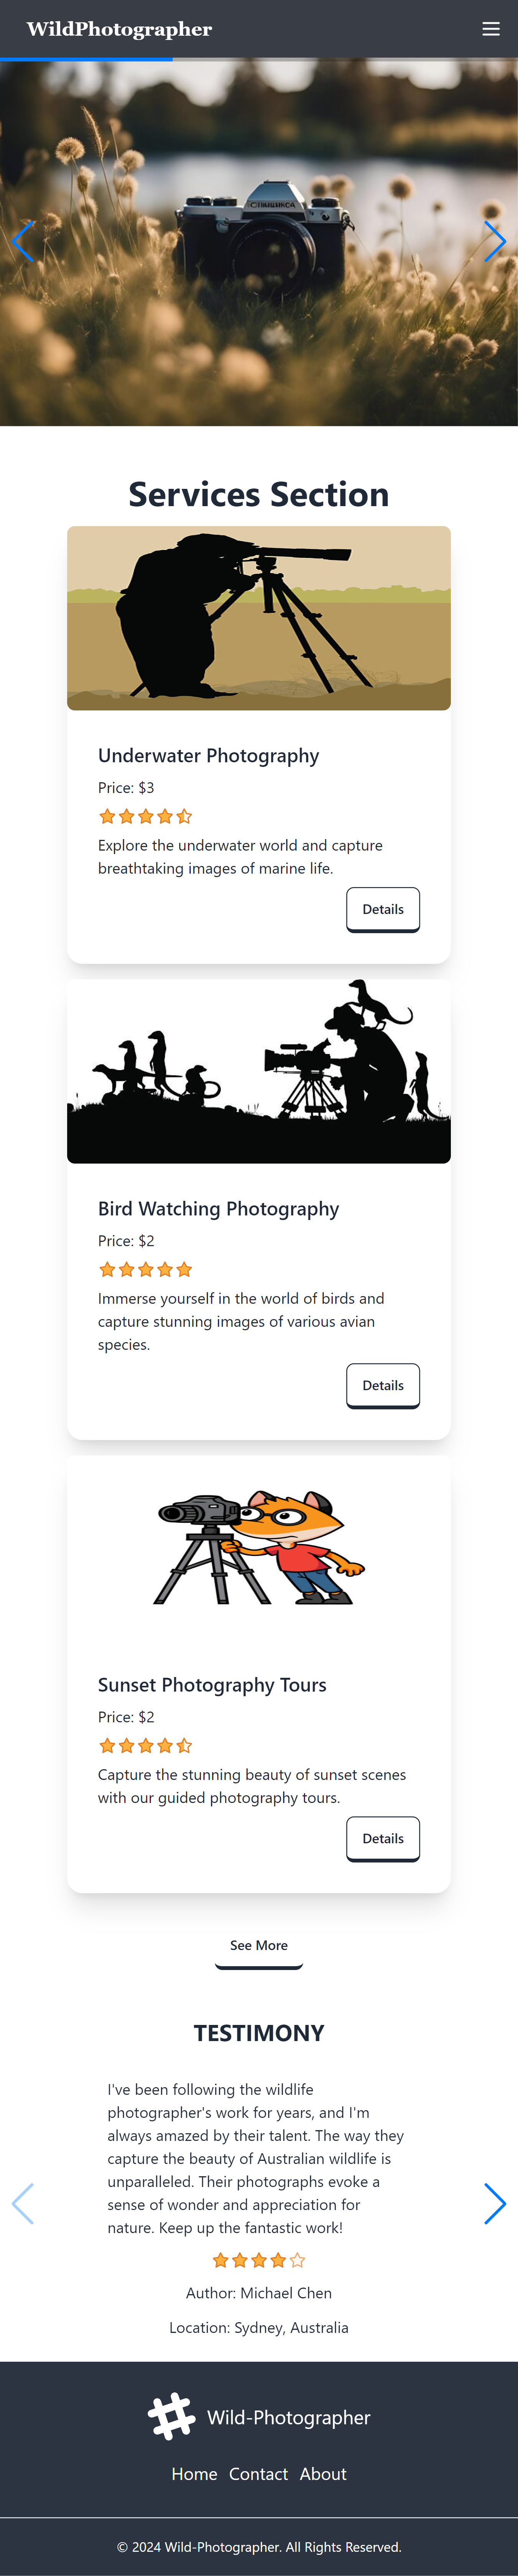 WildPhotographer
Services Section
Underwater Photography
Price: $3
Explore the underwater world and capture
breathtaking images of marine life.
Details
Bird Watching Photography
Price: $2
Immerse yourself in the world of birds and
capture stunning images of various avian
species.
Details
Sunset Photography Tours
Price: $2
Capture the stunning beauty of sunset scenes
with our guided photography tours.
Details
See More
TESTIMONY
I've been following the wildlife
photographer's work for years, and I'm
always amazed by their talent. The way they
capture the beauty of Australian wildlife is
unparalleled. Their photographs evoke a
sense of wonder and appreciation for
nature. Keep up the fantastic work!
Author: Michael Chen
Location: Sydney, Australia
Wild-Photographer
Home Contact About
© 2024 Wild-Photographer. All Rights Reserved.